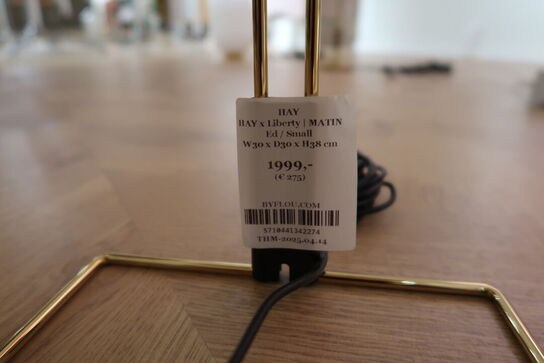 HAY
HAY x Liberty | MATIN
Ed / Small
W30 x D30 x H38 cm
1999,-
(€ 275)
BYFLOU.COM
5710441342274
THM-2025.04.14